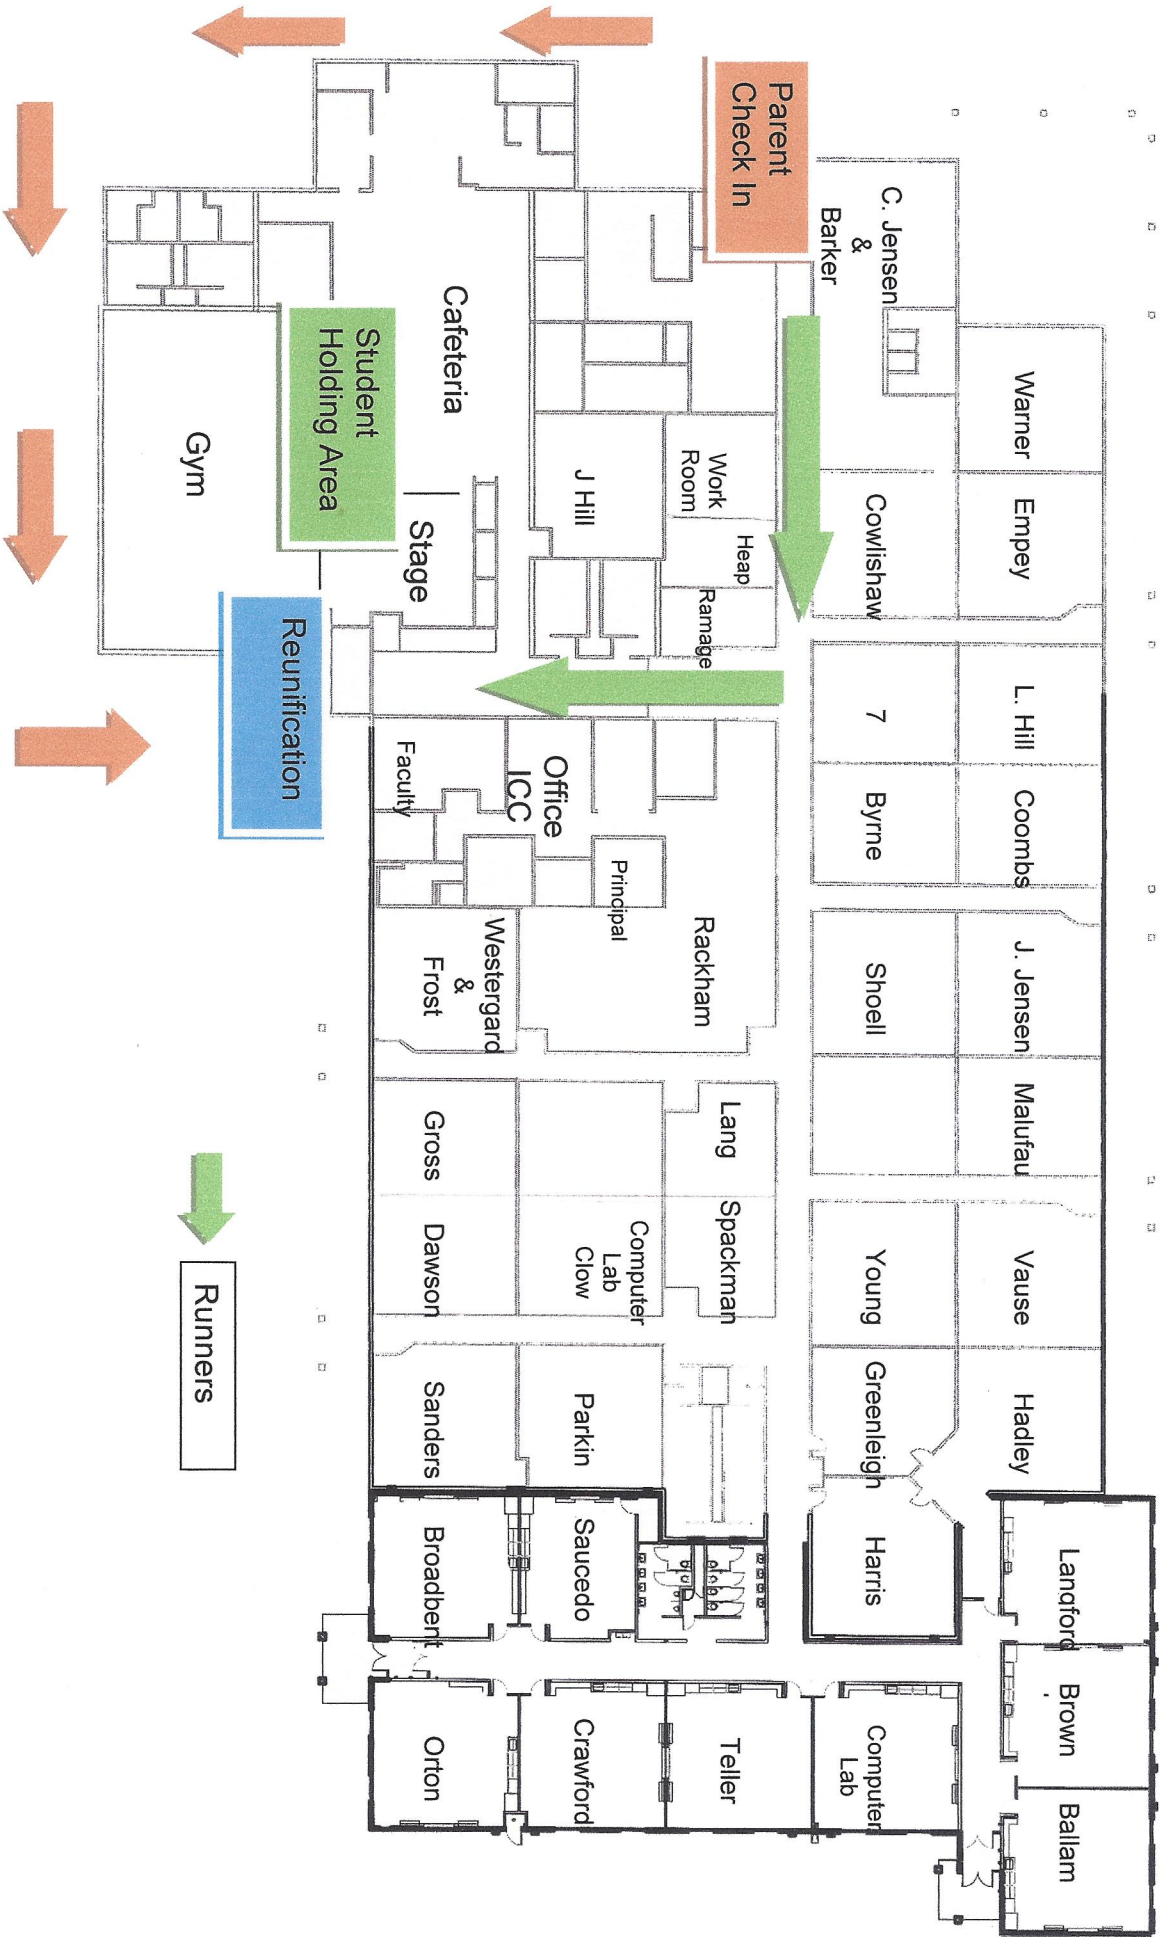 Warner
Empey
L. Hill
Coombs
J. Jensen
Malufau
Vause
Hadley
Langford
Brown
Ballam
C. Jensen
&
Barker
Cowlishaw
7
Byrne
Shoell
Young
Greenleigh
Harris
Computer
Lab
Parent
Check In
Work
Room
Heap
Ramage
Rackham
Lang
Spackman
Teller
J Hill
Office
ICC
Principal
Computer
Lab
Clow
Parkin
Saucedo
Crawford
Cafeteria
Stage
Faculty
Westergard
&
Frost
Gross
Dawson
Sanders
Broadbent
Orton
Student
Holding Area
Reunification
Gym
Runners